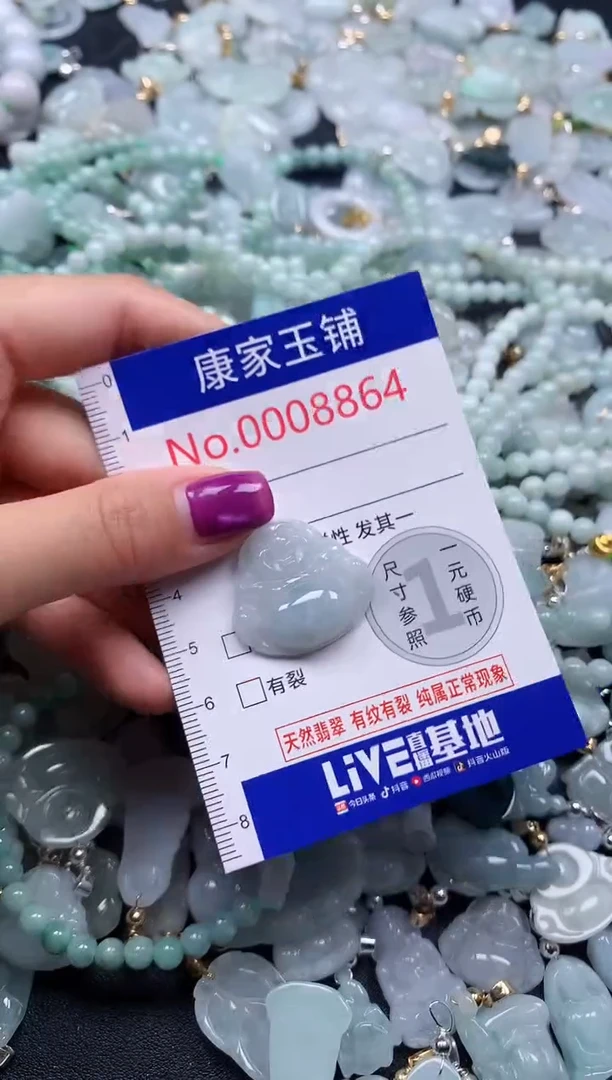 康家玉铺
No.0008864
性 发其一
尺寸参照
1
一元硬币
有裂
天然翡翠 有纹有裂 纯属正常现象
LiVE直播基地
今日头条 抖音 西瓜视频 抖音火山版
0
1
4
5
6
7
8